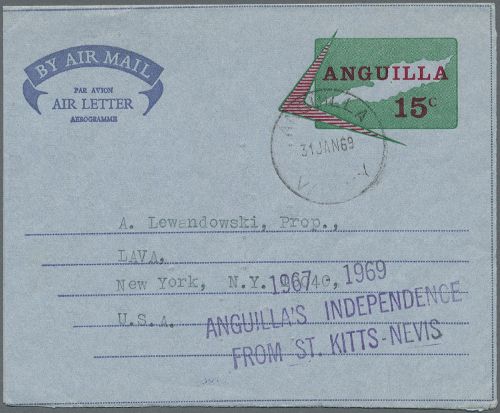 BY AIR MAIL
PAR AVION
AIR LETTER
AEROGRAMME
ANGUILLA
15c
31 JAN 69
A. Lewandowski, Prop.,
LAVA,
New York, N.Y.
U.S.A.
1967 1969
ANGUILLA'S INDEPENDENCE
FROM ST. KITTS-NEVIS